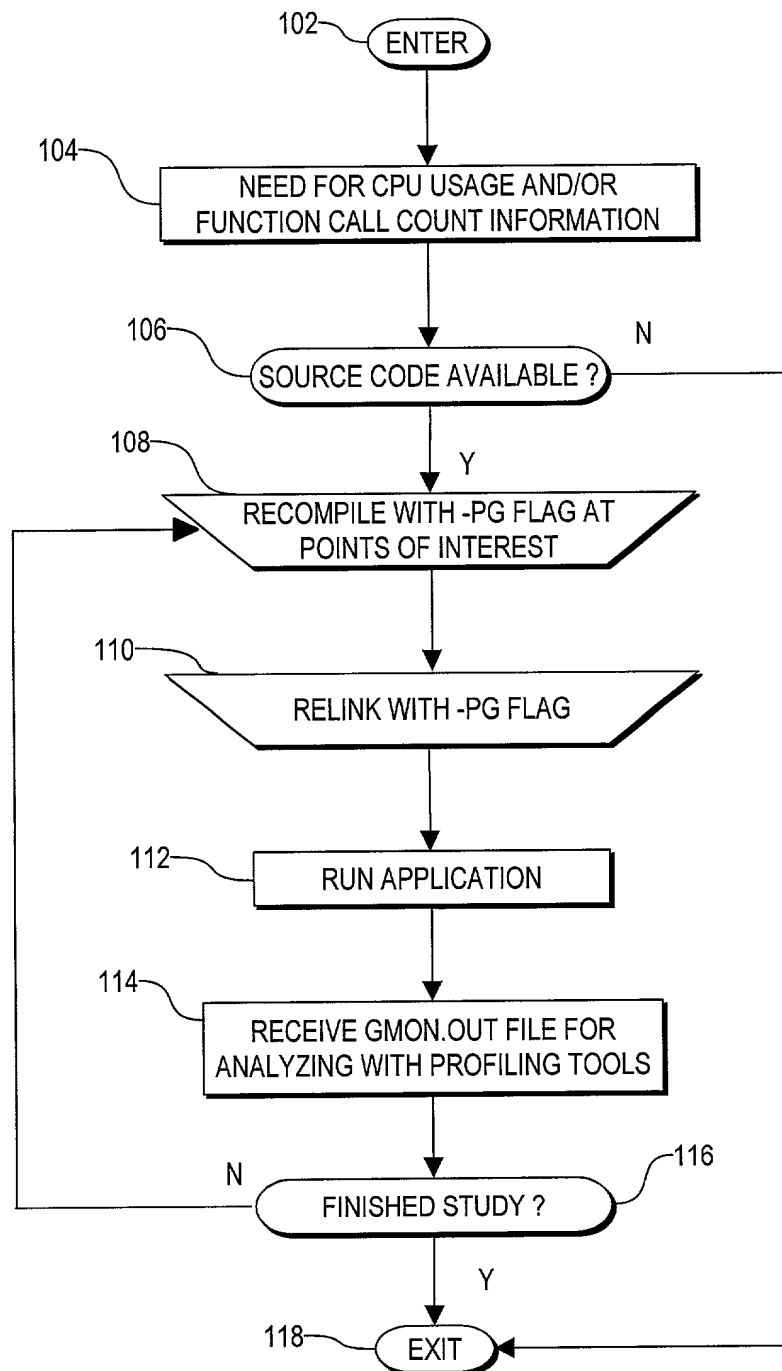 102
ENTER
104
NEED FOR CPU USAGE AND/OR
FUNCTION CALL COUNT INFORMATION
106
N
SOURCE CODE AVAILABLE ?
108
Y
RECOMPILE WITH -PG FLAG AT
POINTS OF INTEREST
110
RELINK WITH -PG FLAG
112
RUN APPLICATION
114
RECEIVE GMON.OUT FILE FOR
ANALYZING WITH PROFILING TOOLS
N
116
FINISHED STUDY ?
Y
118
EXIT